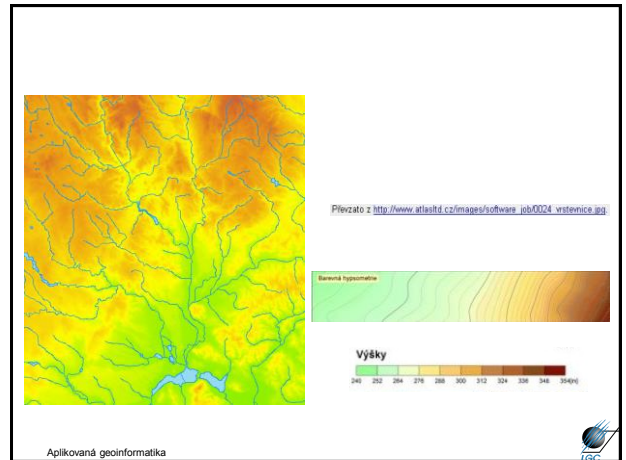 Převzato z http://www.atlasltd.cz/images/software_job/0024_vrstevnice.jpg.
Barevná hypsometrie
Výšky
240 252 264 276 288 300 312 324 336 348 354(m)
Aplikovaná geoinformatika
IGC